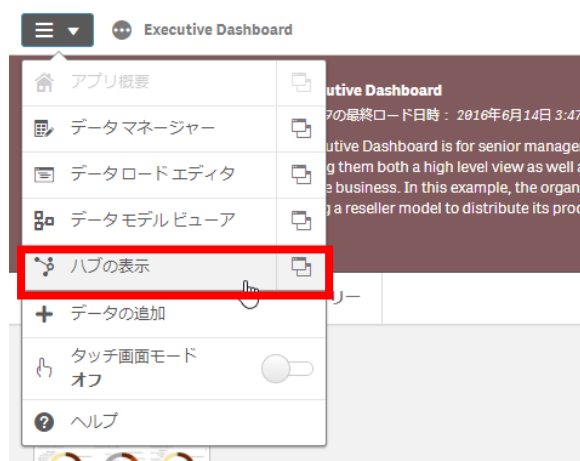 Executive Dashboard
アプリ概要
utive Dashboard
データ マネージャー
の最終ロード日時： 2016年6月14日 3:47
utive Dashboard is for senior manage
データ ロード エディタ
g them both a high level view as well a
e business. In this example, the organ
データ モデル ビューア
g a reseller model to distribute its proc
ハブの表示
リー
データの追加
タッチ画面モード
オフ
ヘルプ